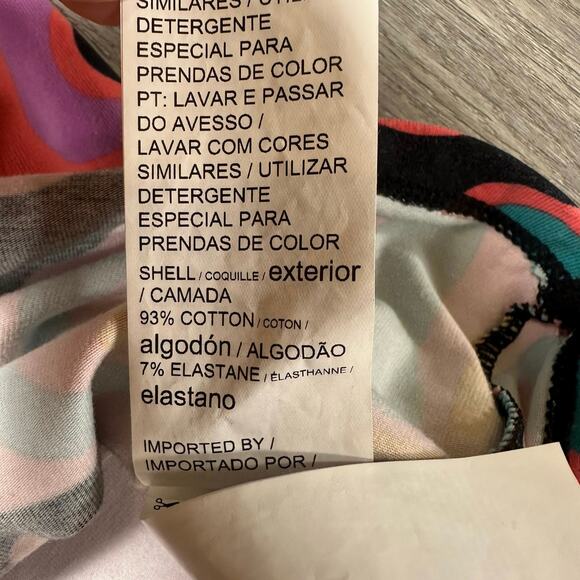 SIMILARES / UTILIZ
DETERGENTE
ESPECIAL PARA
PRENDAS DE COLOR
PT: LAVAR E PASSAR
DO AVESSO /
LAVAR COM CORES
SIMILARES / UTILIZAR
DETERGENTE
ESPECIAL PARA
PRENDAS DE COLOR
SHELL / COQUILLE / exterior
/ CAMADA
93% COTTON / COTON /
algodón / ALGODÃO
7% ELASTANE / ÉLASTHANNE /
elastano
IMPORTED BY /
IMPORTADO POR /